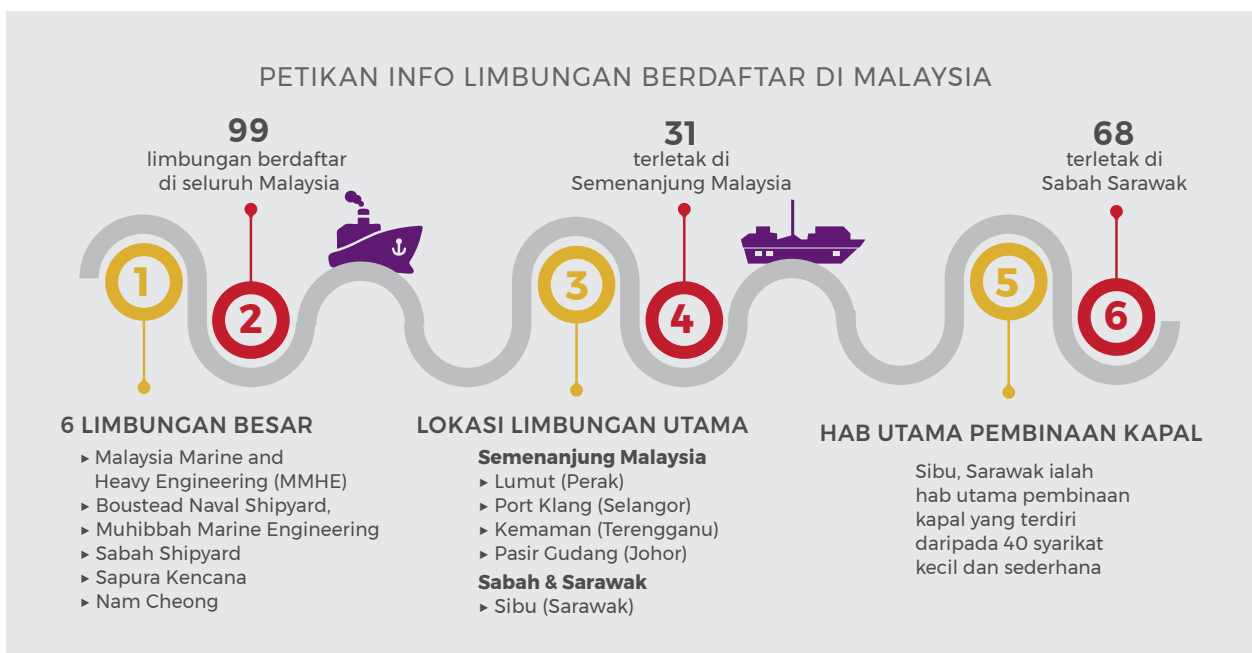 PETIKAN INFO LIMBUNGAN BERDAFTAR DI MALAYSIA
99
limbungan berdaftar
di seluruh Malaysia
31
terletak di
Semenanjung Malaysia
68
terletak di
Sabah Sarawak
1
2
3
4
5
6
6 LIMBUNGAN BESAR
▸ Malaysia Marine and
Heavy Engineering (MMHE)
▸ Boustead Naval Shipyard,
▸ Muhibbah Marine Engineering
▸ Sabah Shipyard
▸ Sapura Kencana
▸ Nam Cheong
LOKASI LIMBUNGAN UTAMA
Semenanjung Malaysia
▸ Lumut (Perak)
▸ Port Klang (Selangor)
▸ Kemaman (Terengganu)
▸ Pasir Gudang (Johor)
Sabah & Sarawak
▸ Sibu (Sarawak)
HAB UTAMA PEMBINAAN KAPAL
Sibu, Sarawak ialah
hab utama pembinaan
kapal yang terdiri
daripada 40 syarikat
kecil dan sederhana